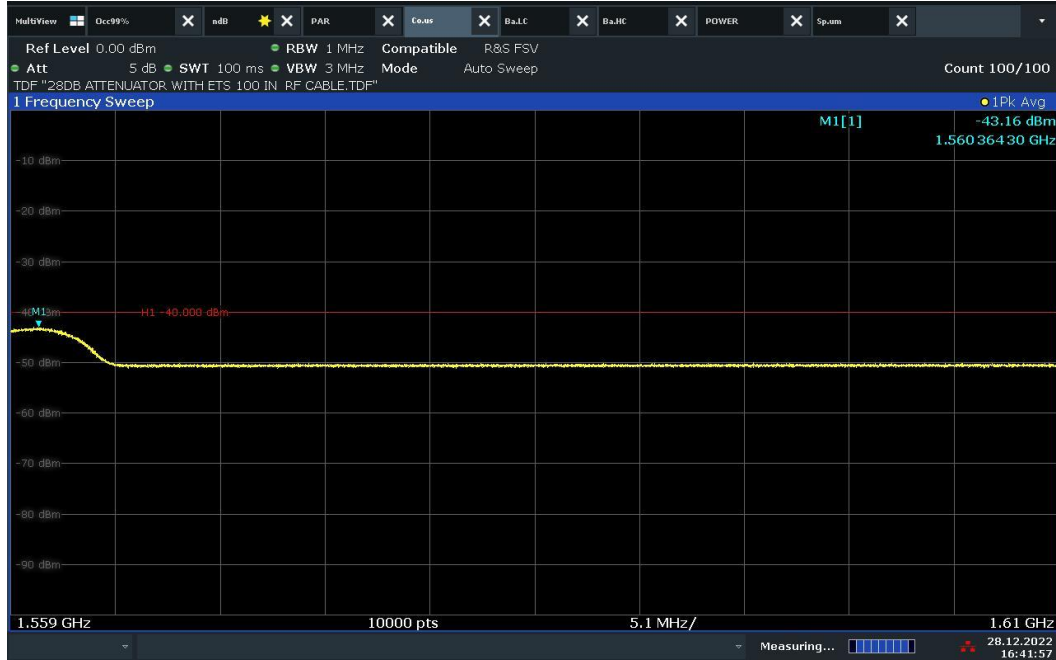 MultiView Occ99% ndB PAR Co.us Ba.LC Ba.HC POWER Sp.um
Ref Level 0.00 dBm RBW 1 MHz Compatible R&S FSV
Att 5 dB SWT 100 ms VBW 3 MHz Mode Auto Sweep Count 100/100
TDF "28DB ATTENUATOR WITH ETS 100 IN RF CABLE.TDF"
1 Frequency Sweep 1Pk Avg
M1[1] -43.16 dBm
1.56036430 GHz
-10 dBm
-20 dBm
-30 dBm
M1 H1 -40.000 dBm
-50 dBm
-60 dBm
-70 dBm
-80 dBm
-90 dBm
1.559 GHz 10000 pts 5.1 MHz/ 1.61 GHz
Measuring... 28.12.2022
16:41:57